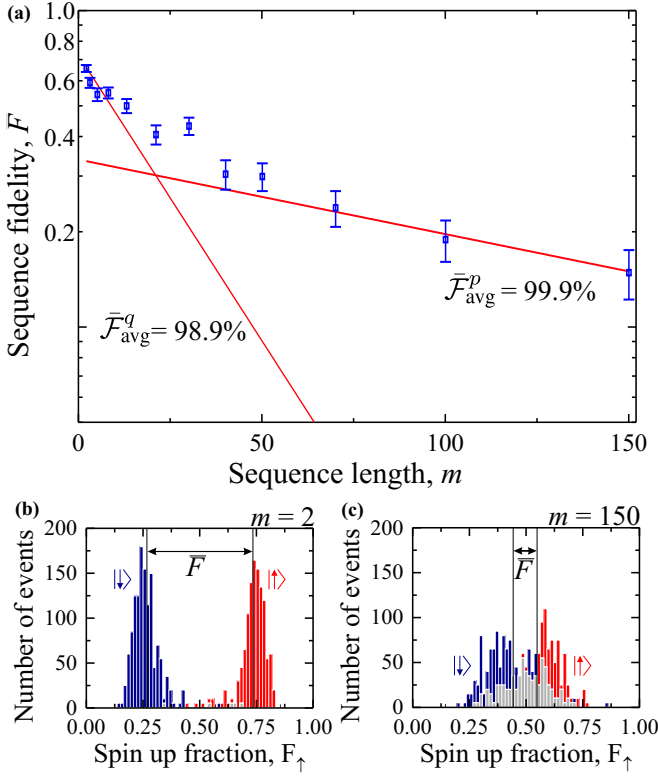 (a)
1.0
0.8
0.6
0.4
0.2
Sequence fidelity, F
F̄ᵖavg = 99.9%
F̄^q avg = 98.9%
0 50 100 150
Sequence length, m
(b) m = 2
200
150
100
50
0
Number of events
F̄
|↓⟩ |↑⟩
0.00 0.25 0.50 0.75 1.00
Spin up fraction, F↑
(c) m = 150
200
150
100
50
0
Number of events
F̄
|↓⟩ |↑⟩
0.00 0.25 0.50 0.75 1.00
Spin up fraction, F↑